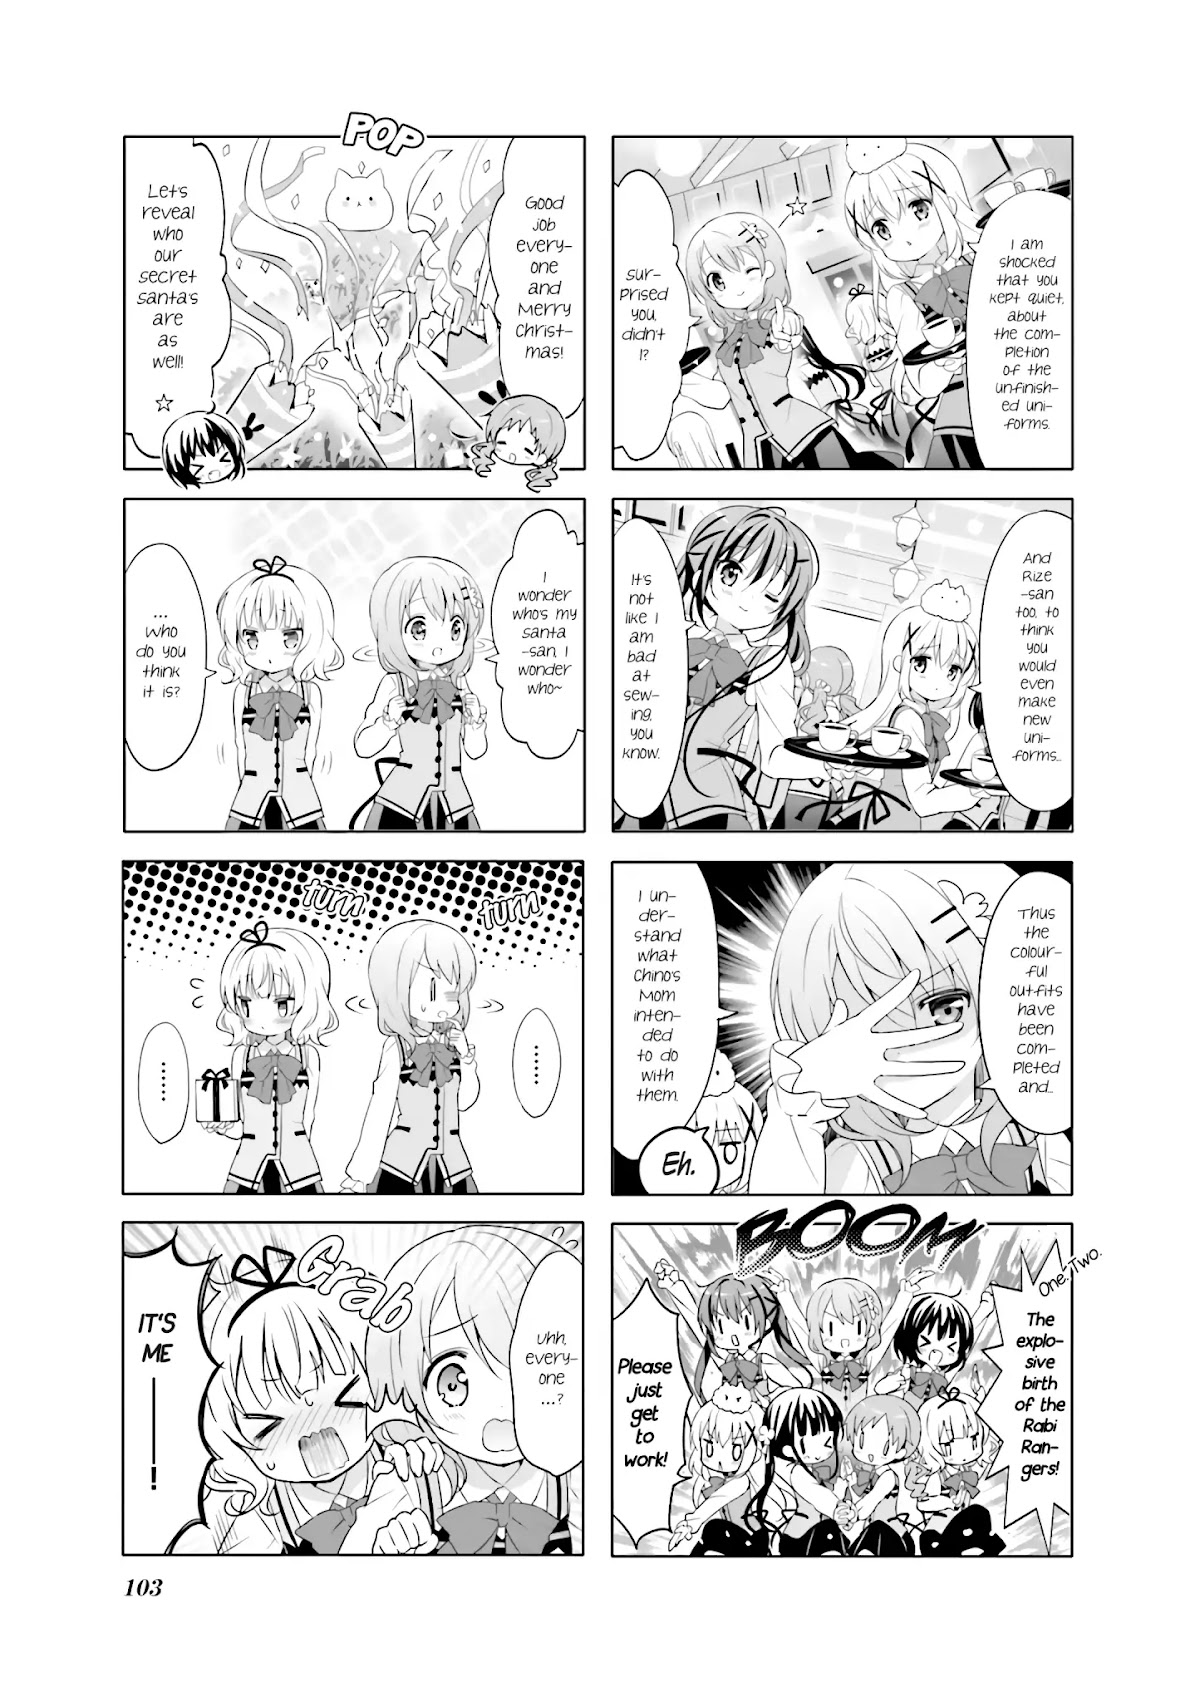 I am
shocked
that you
kept quiet,
about
the com-
pletion
of the
unfinish-
ed uni-
forms.
Sur-
prised
you,
didn't
I?
And
Rize
-san
too, to
think
you
would
even
make
new
uni-
forms...
It's
not
like I
am
bad
at
sew-
ing,
you
know.
Thus
the
colour-
ful
outfits
have
been
com-
pleted
and...
I un-
der-
stand
what
Chino's
Mom
inten-
ded
to do
with
them.
Eh.
BOOM
One. Two.
The
explo-
sive
birth
of the
Rabi
Ran-
gers!
Please
just
get
to
work!
POP
Good
job
every-
one
and
Merry
Christ-
mas!
Let's
reveal
who
our
secret
santa's
are
as
well!
I
wonder
who's my
santa
-san, I
wonder
who~
...
Who
do you
think
it is?
turn
turn
......
......
Grab
Uhh,
every-
one
...?
IT'S
ME
—!
103